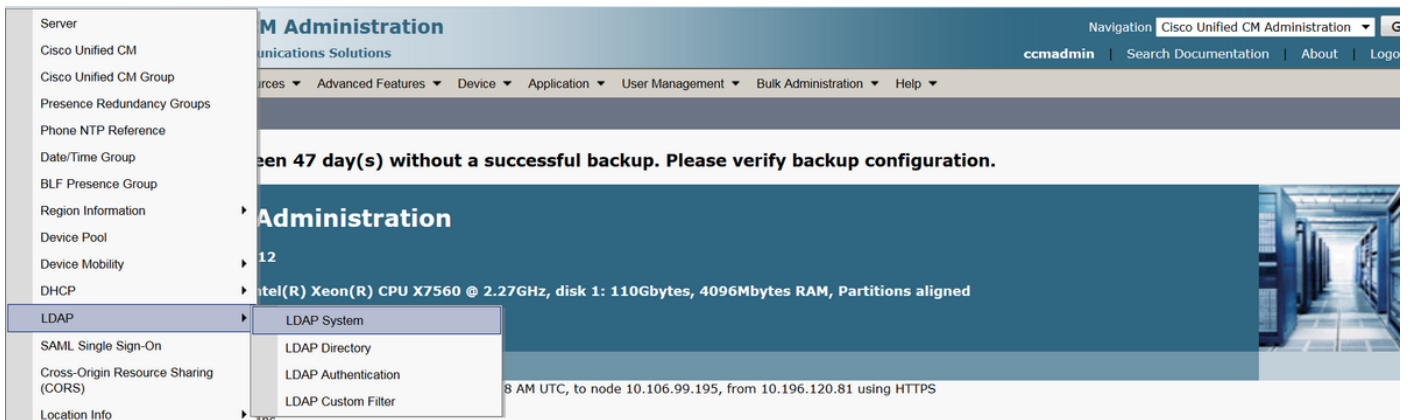 Server
Cisco Unified CM
Cisco Unified CM Group
Presence Redundancy Groups
Phone NTP Reference
Date/Time Group
BLF Presence Group
Region Information
Device Pool
Device Mobility
DHCP
LDAP
SAML Single Sign-On
Cross-Origin Resource Sharing
(CORS)
Location Info
LDAP System
LDAP Directory
LDAP Authentication
LDAP Custom Filter
M Administration
unications Solutions
Navigation Cisco Unified CM Administration G
ccmadmin | Search Documentation | About | Logo
urces Advanced Features Device Application User Management Bulk Administration Help
een 47 day(s) without a successful backup. Please verify backup configuration.
Administration
12
ntel(R) Xeon(R) CPU X7560 @ 2.27GHz, disk 1: 110Gbytes, 4096Mbytes RAM, Partitions aligned
8 AM UTC, to node 10.106.99.195, from 10.196.120.81 using HTTPS